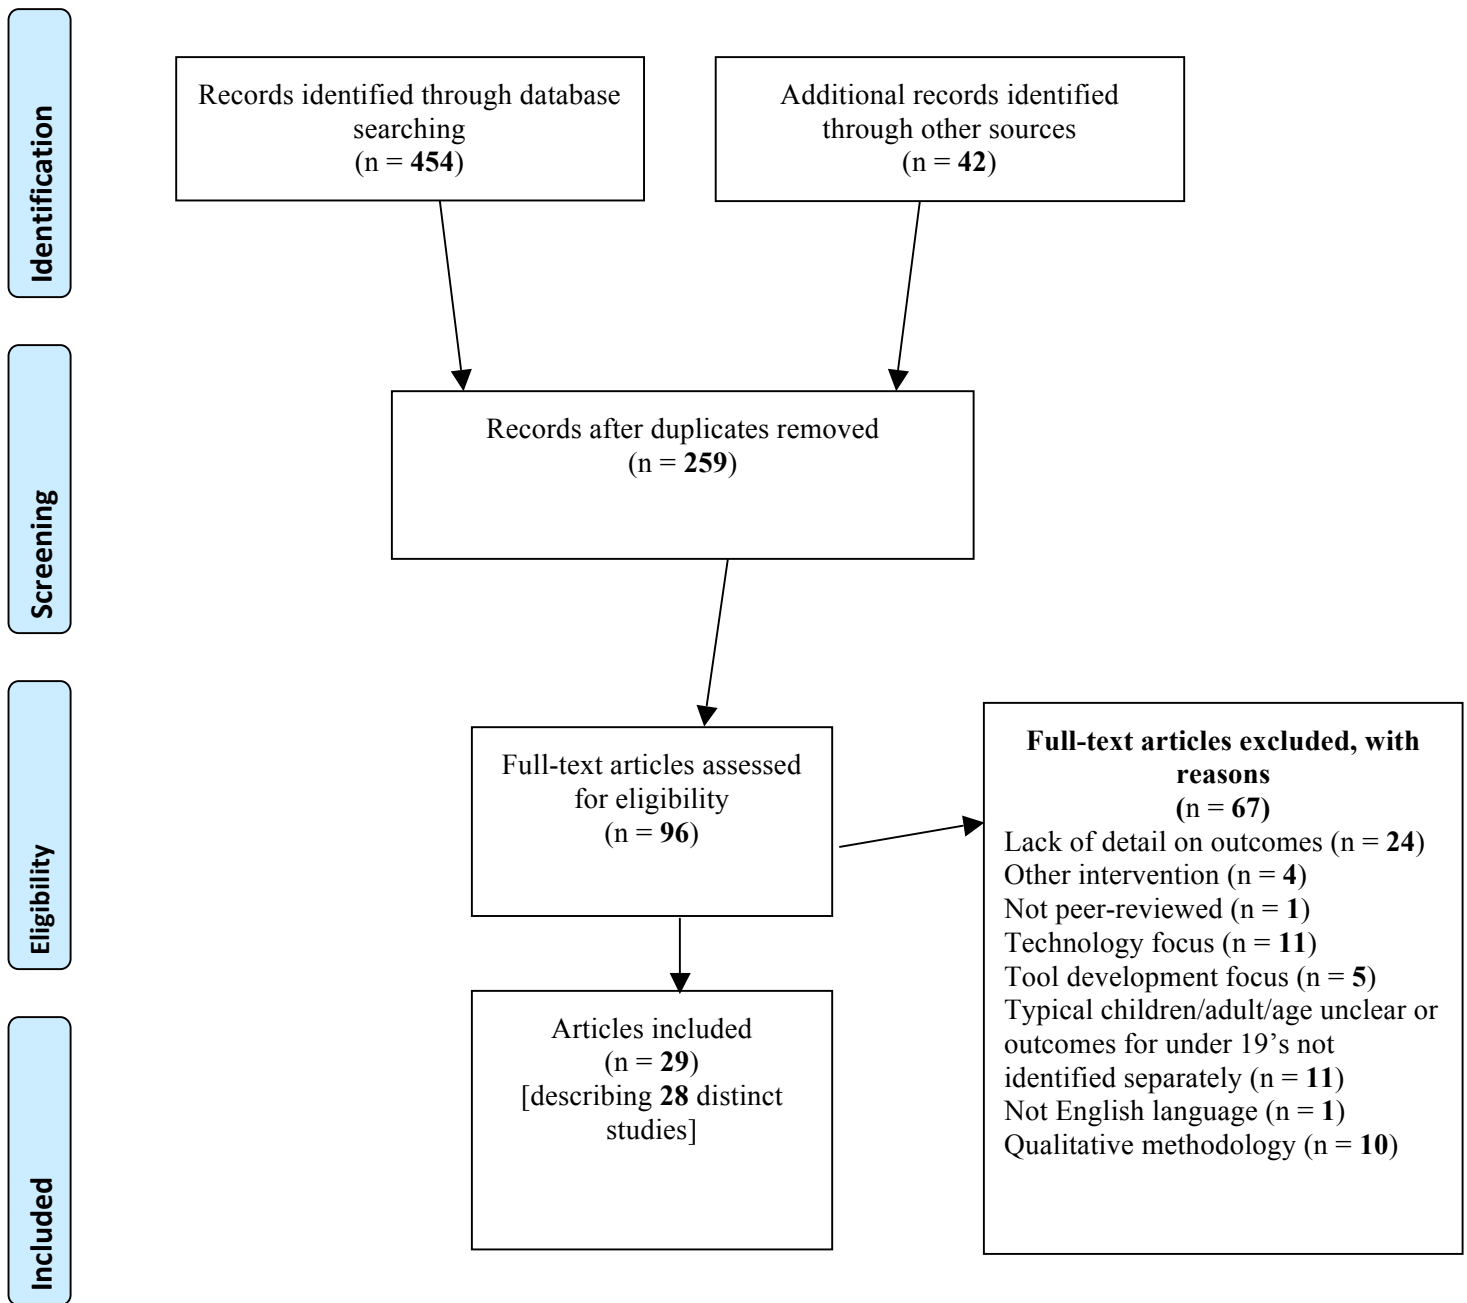 Identification
Records identified through database
searching
(n = 454)
Additional records identified
through other sources
(n = 42)
Screening
Records after duplicates removed
(n = 259)
Eligibility
Full-text articles assessed
for eligibility
(n = 96)
Full-text articles excluded, with
reasons
(n = 67)
Lack of detail on outcomes (n = 24)
Other intervention (n = 4)
Not peer-reviewed (n = 1)
Technology focus (n = 11)
Tool development focus (n = 5)
Typical children/adult/age unclear or
outcomes for under 19's not
identified separately (n = 11)
Not English language (n = 1)
Qualitative methodology (n = 10)
Included
Articles included
(n = 29)
[describing 28 distinct
studies]